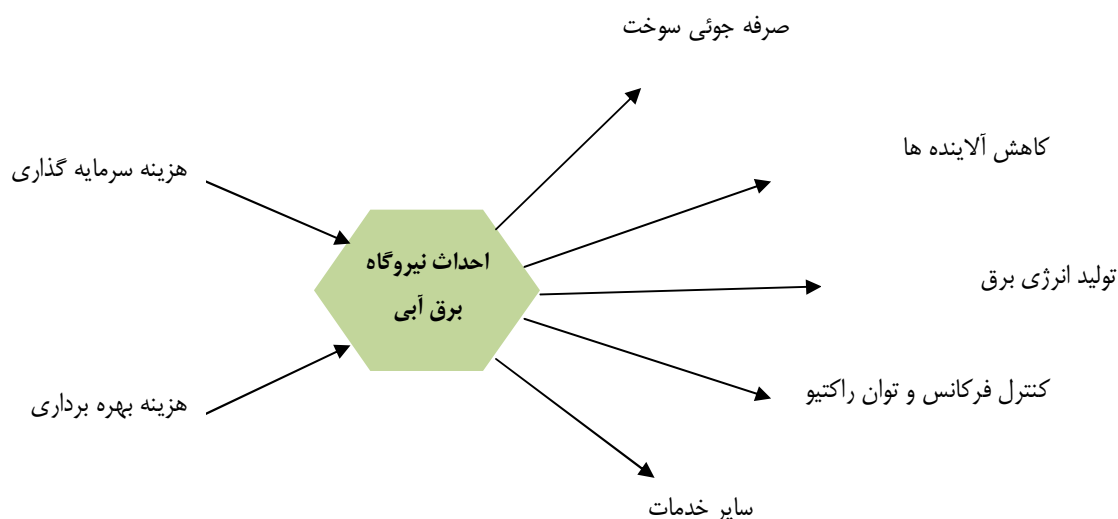 صرفه جوئی سوخت
کاهش آلاینده ها
هزینه سرمایه گذاری
احداث نیروگاه
برق آبی
تولید انرژی برق
کنترل فرکانس و توان راکتیو
هزینه بهره برداری
سایر خدمات